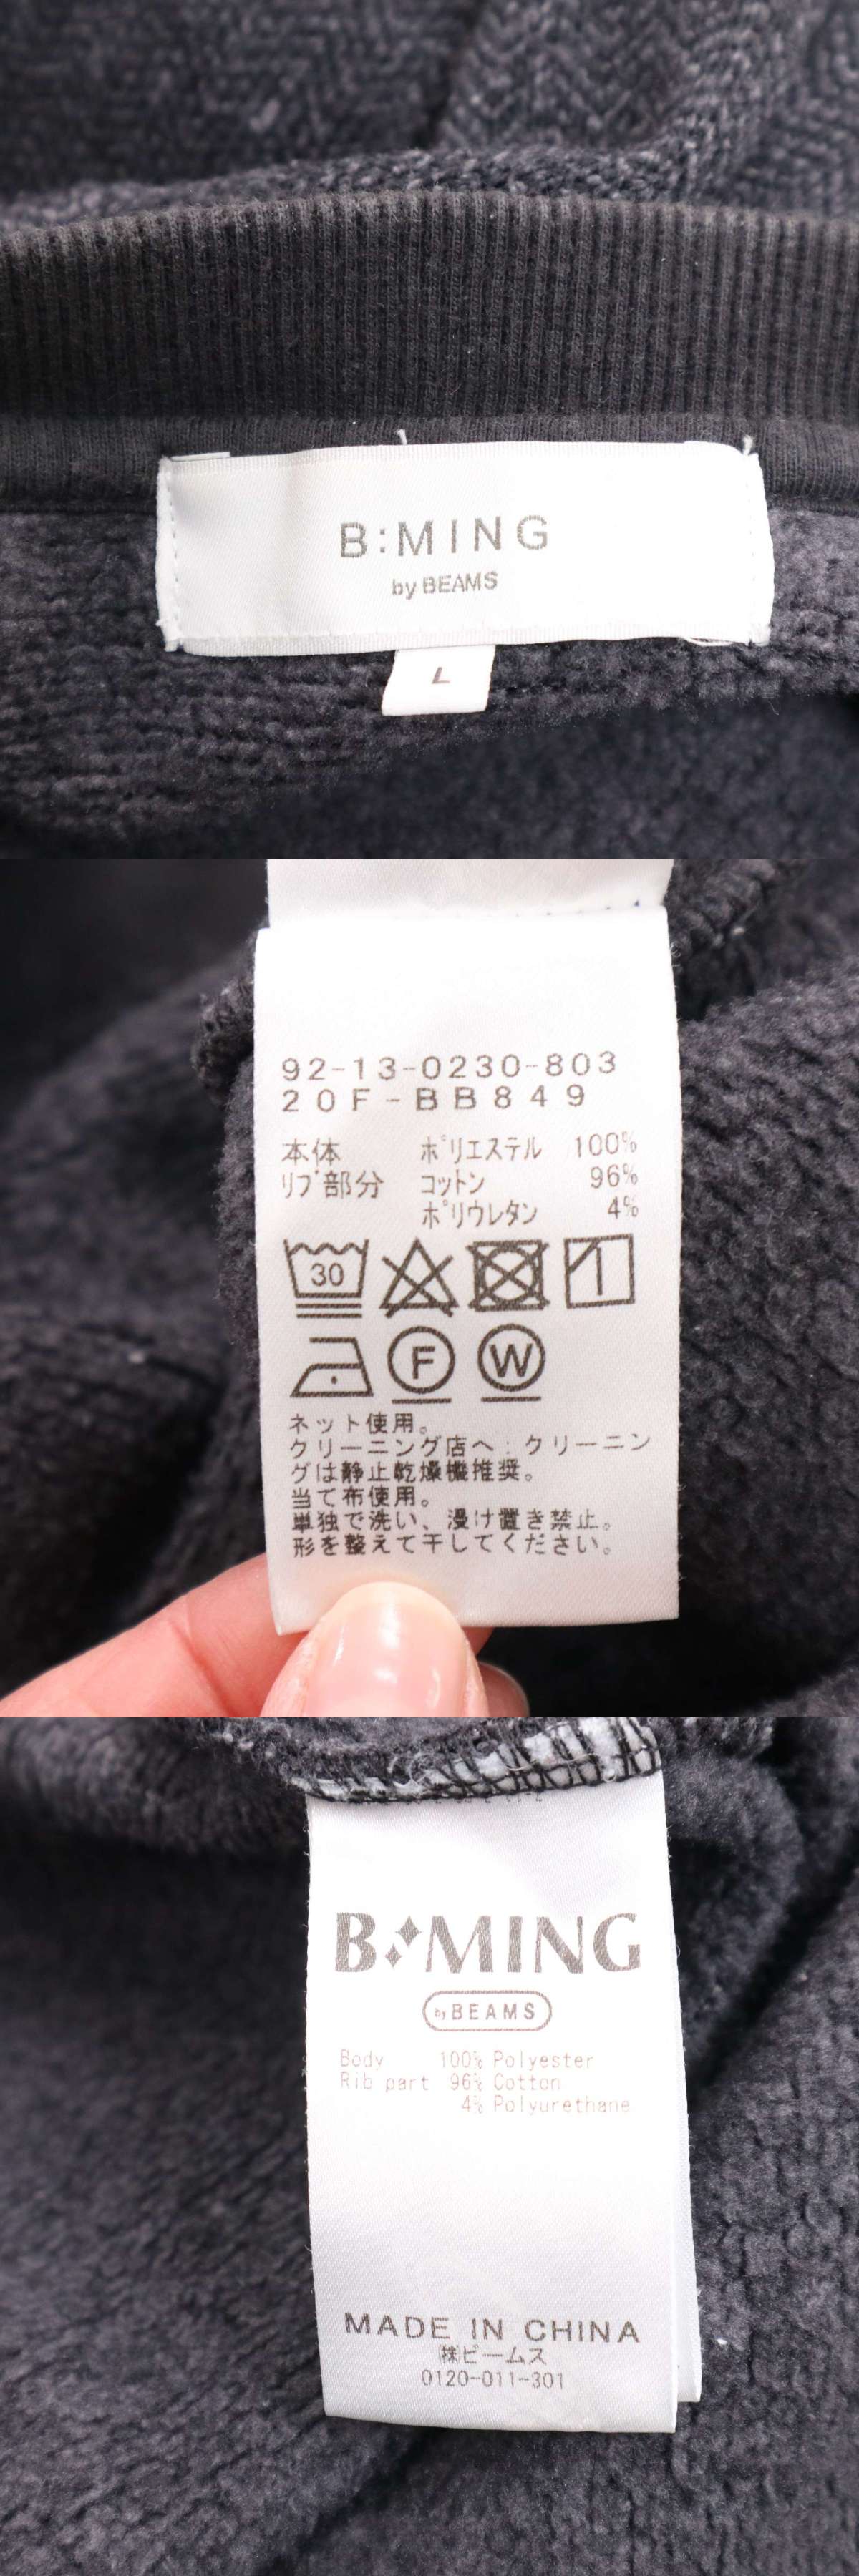 B:MING
by BEAMS
L
92-13-0230-803
20F-BB849
本体 ポリエステル 100%
リブ部分 コットン 96%
ポリウレタン 4%
30
F W
ネット使用。
クリーニング店へ:クリーニン
グは静止乾燥機推奨。
当て布使用。
単独で洗い、浸け置き禁止。
形を整えて干してください。
B:MING
by BEAMS
Body 100% Polyester
Rib part 96% Cotton
4% Polyurethane
MADE IN CHINA
㈱ビームス
0120-011-301